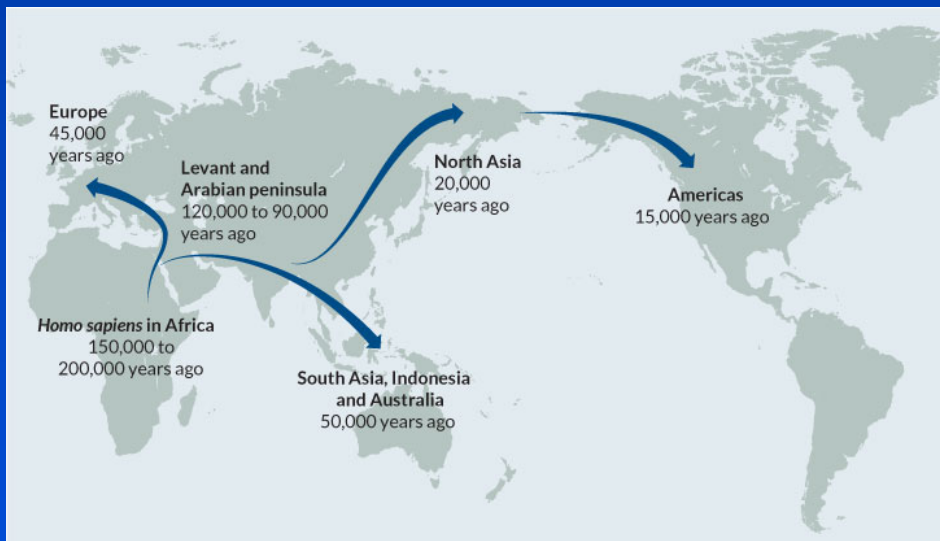 Europe
45,000
years ago
Levant and
Arabian peninsula
120,000 to 90,000
years ago
North Asia
20,000
years ago
Americas
15,000 years ago
Homo sapiens in Africa
150,000 to
200,000 years ago
South Asia, Indonesia
and Australia
50,000 years ago